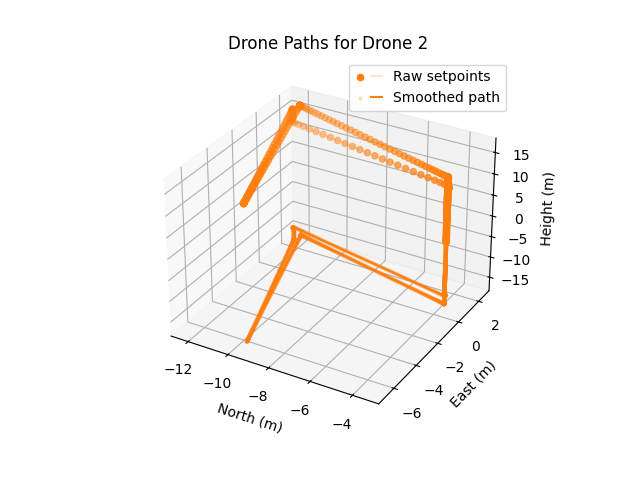 Drone Paths for Drone 2
Raw setpoints
Smoothed path
15
10
5
0
−5
−10
−15
Height (m)
2
0
−2
−4
−6
East (m)
−12
−10
−8
−6
−4
North (m)